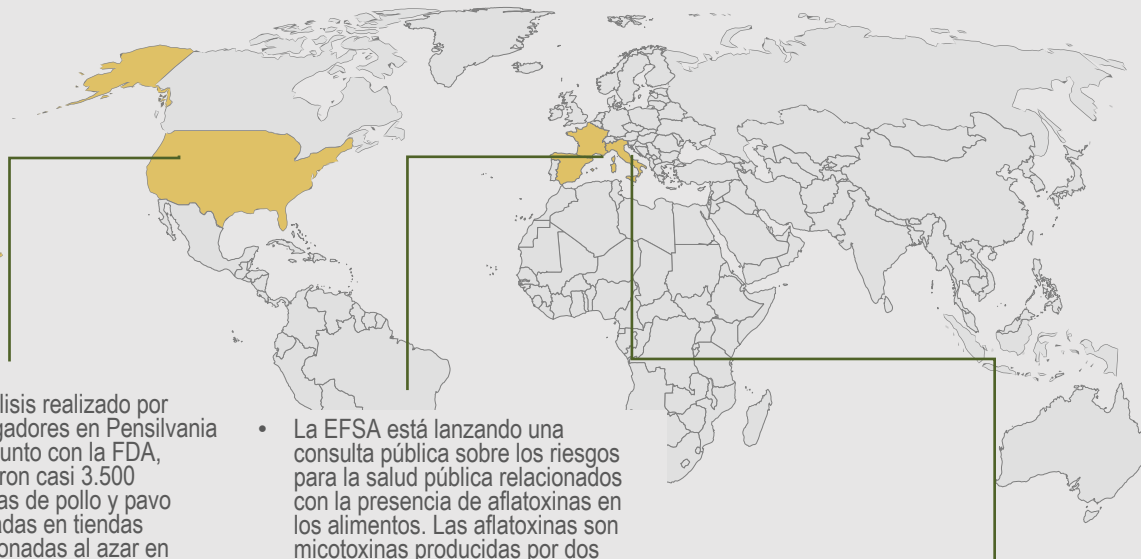 lisis realizado por
gadores en Pensilvania
unto con la FDA,
ron casi 3.500
as de pollo y pavo
adas en tiendas
onadas al azar en
• La EFSA está lanzando una
consulta pública sobre los riesgos
para la salud pública relacionados
con la presencia de aflatoxinas en
los alimentos. Las aflatoxinas son
micotoxinas producidas por dos